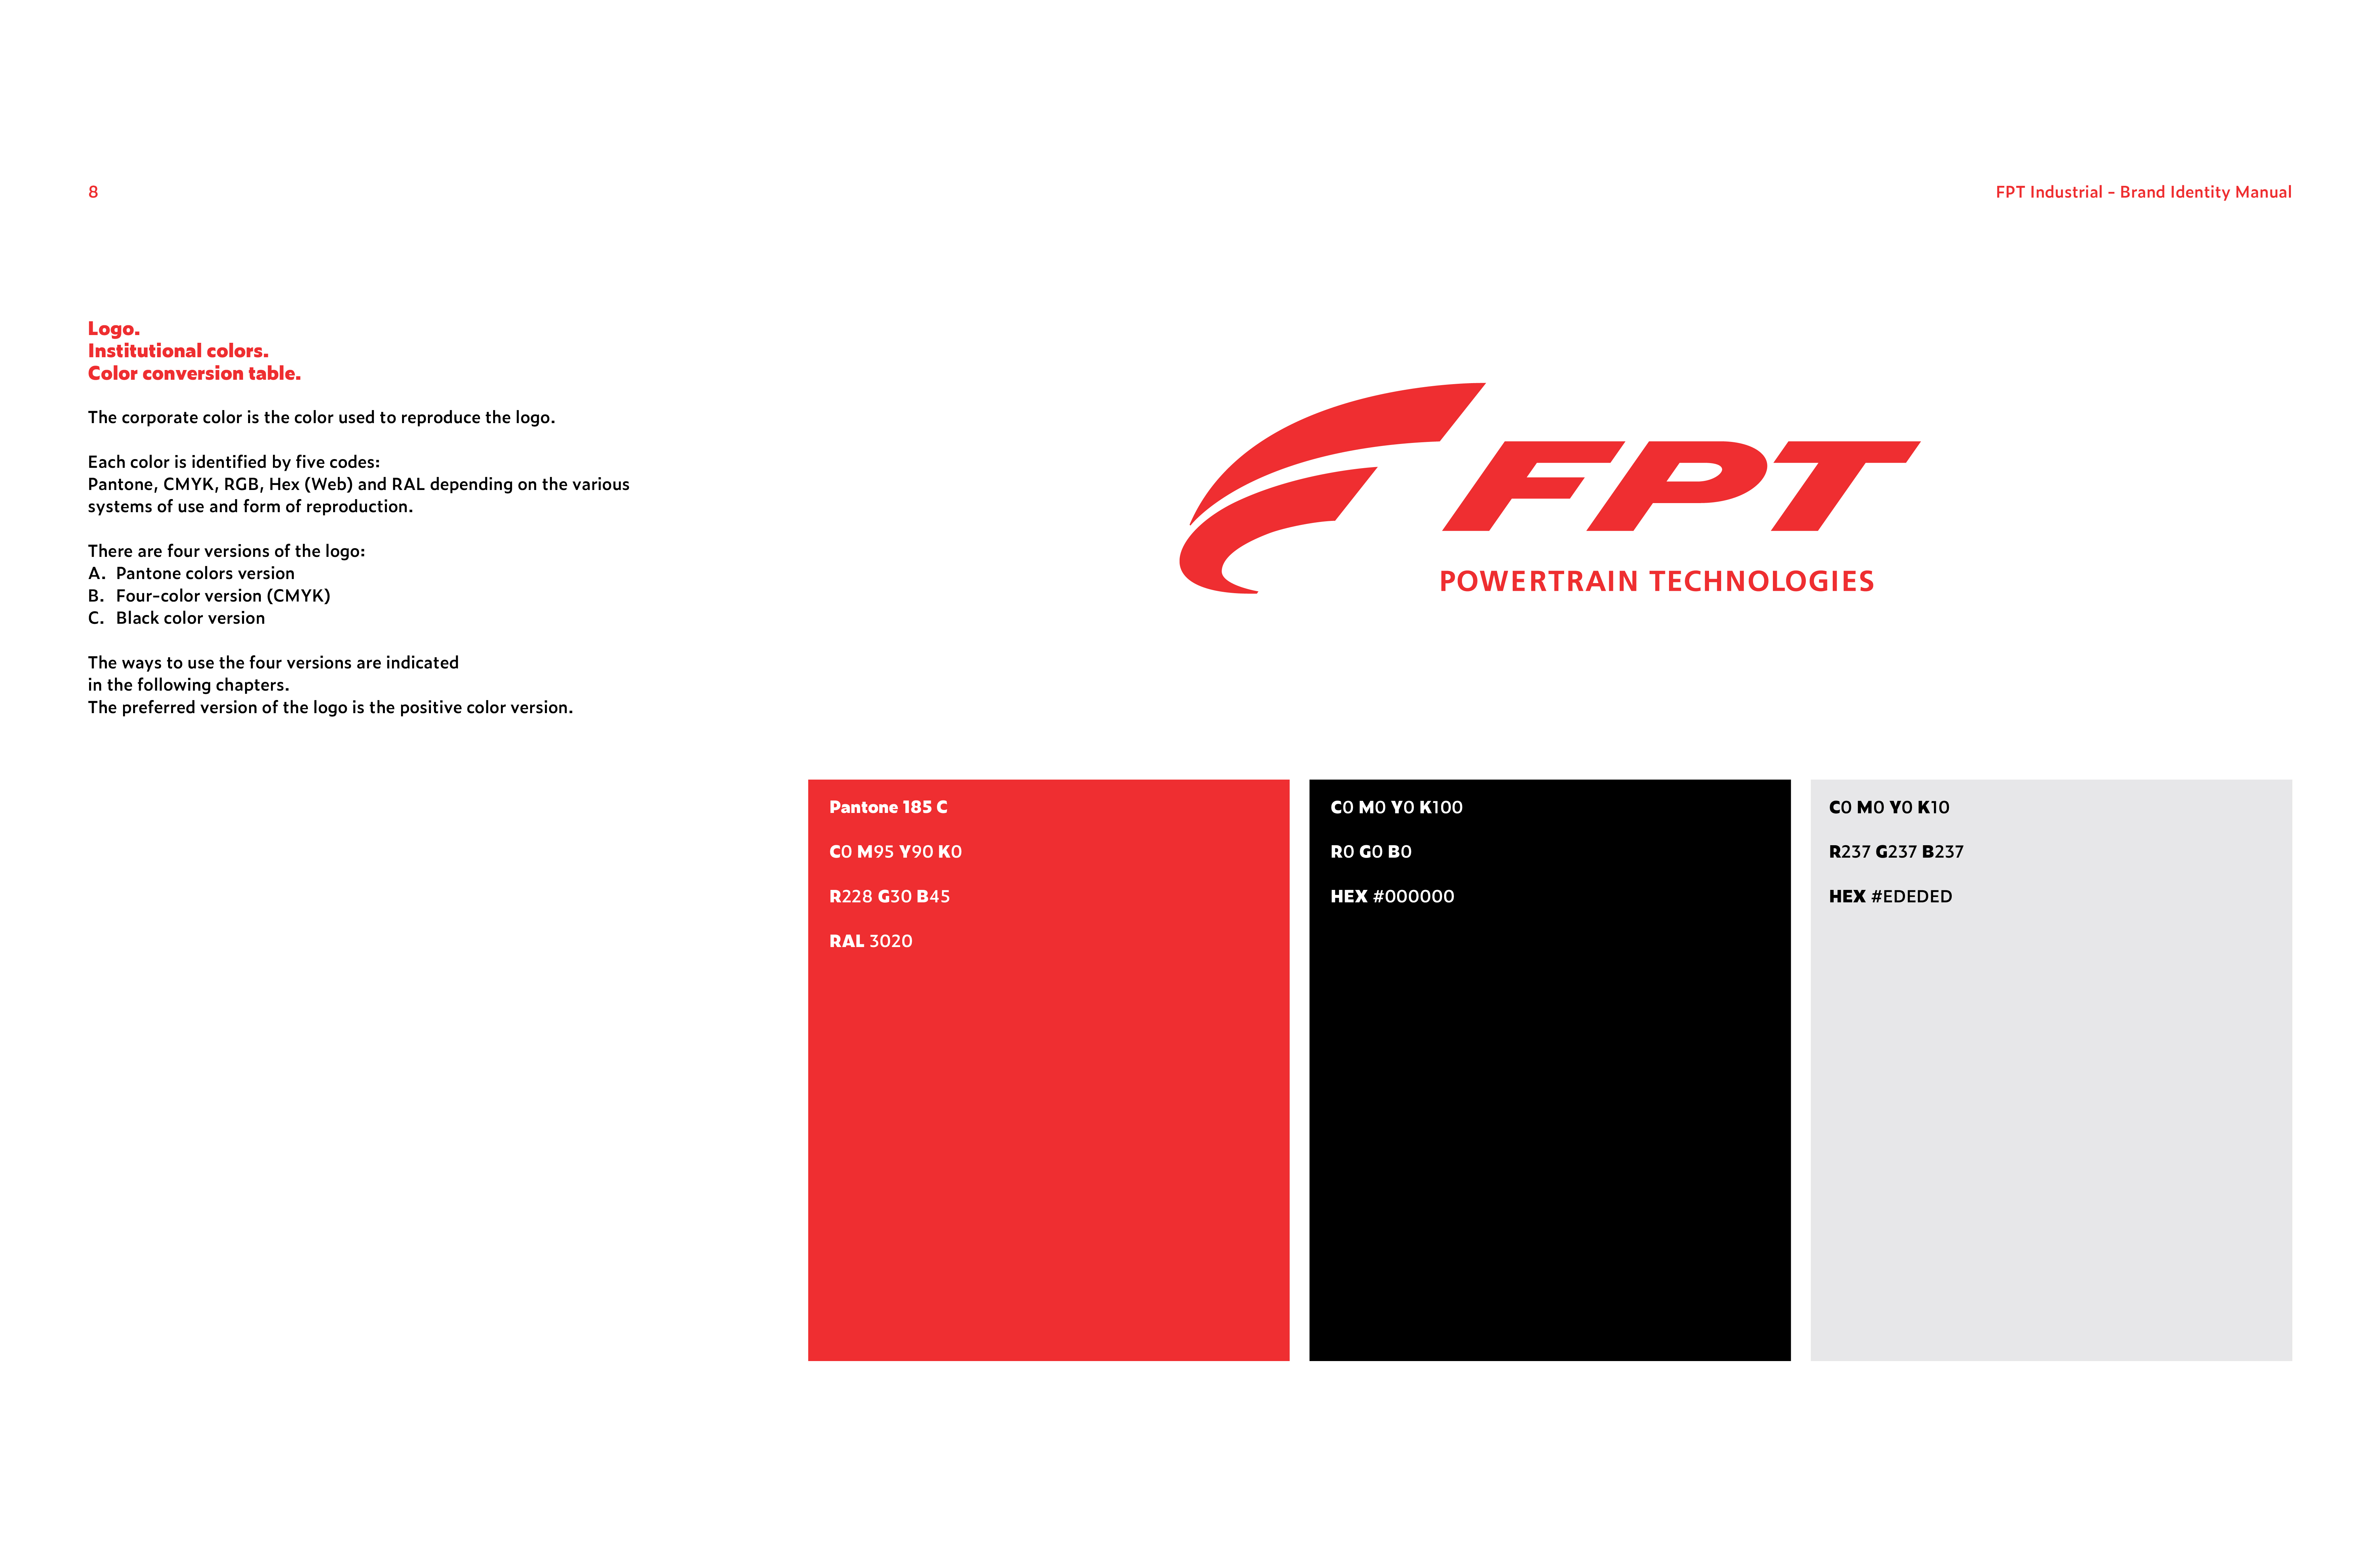 8
FPT Industrial - Brand Identity Manual
Logo.
Institutional colors.
Color conversion table.
The corporate color is the color used to reproduce the logo.
Each color is identified by five codes:
Pantone, CMYK, RGB, Hex (Web) and RAL depending on the various
systems of use and form of reproduction.
There are four versions of the logo:
A. Pantone colors version
B. Four-color version (CMYK)
C. Black color version
The ways to use the four versions are indicated
in the following chapters.
The preferred version of the logo is the positive color version.
FPT
POWERTRAIN TECHNOLOGIES
Pantone 185 C
C0 M95 Y90 K0
R228 G30 B45
RAL 3020
C0 M0 Y0 K100
R0 G0 B0
HEX #000000
C0 M0 Y0 K10
R237 G237 B237
HEX #EDEDED